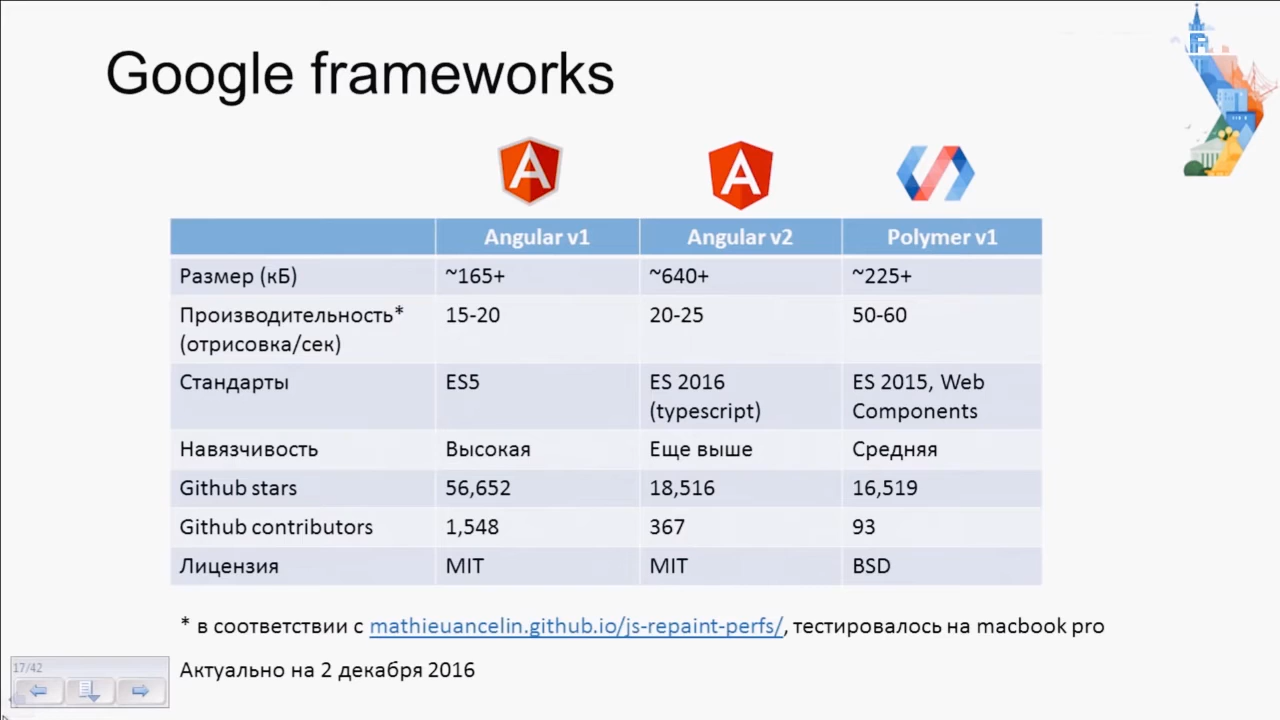 Google frameworks
Angular v1 Angular v2 Polymer v1
Размер (кБ) ~165+ ~640+ ~225+
Производительность* 15-20 20-25 50-60
(отрисовка/сек)
Стандарты ES5 ES 2016 ES 2015, Web
(typescript) Components
Навязчивость Высокая Еще выше Средняя
Github stars 56,652 18,516 16,519
Github contributors 1,548 367 93
Лицензия MIT MIT BSD
* в соответствии с mathieuancelin.github.io/js-repaint-perfs/, тестировалось на macbook pro
17/42
Актуально на 2 декабря 2016